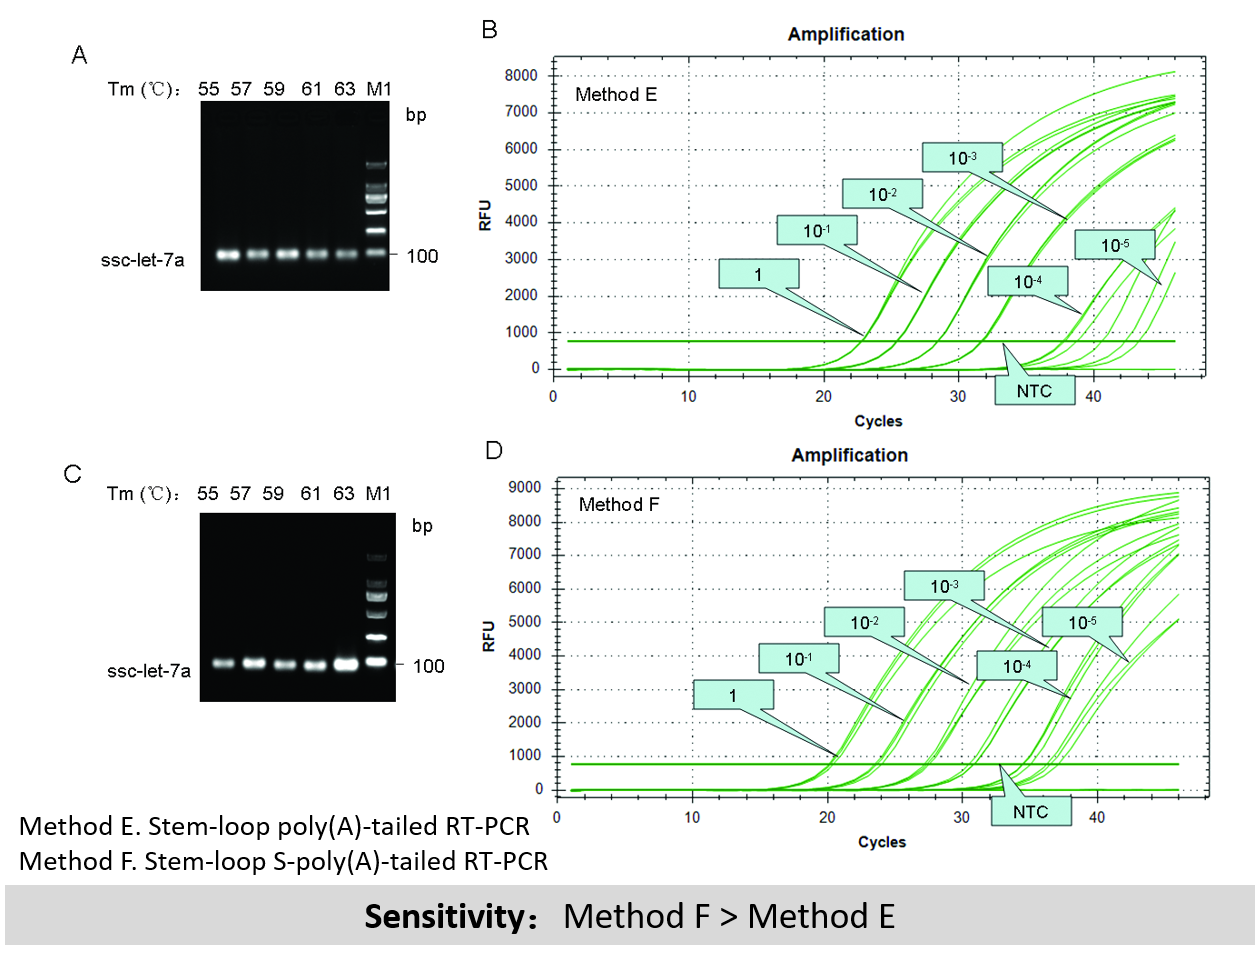 A
Tm (℃): 55 57 59 61 63 M1
bp
ssc-let-7a
100
B
Amplification
Method E
RFU
8000
7000
6000
5000
4000
3000
2000
1000
0
1
10-1
10-2
10-3
10-4
10-5
NTC
0 10 20 30 40
Cycles
C
Tm (℃): 55 57 59 61 63 M1
bp
ssc-let-7a
100
D
Amplification
Method F
RFU
9000
8000
7000
6000
5000
4000
3000
2000
1000
0
1
10-1
10-2
10-3
10-4
10-5
NTC
0 10 20 30 40
Cycles
Method E. Stem-loop poly(A)-tailed RT-PCR
Method F. Stem-loop S-poly(A)-tailed RT-PCR
Sensitivity: Method F > Method E